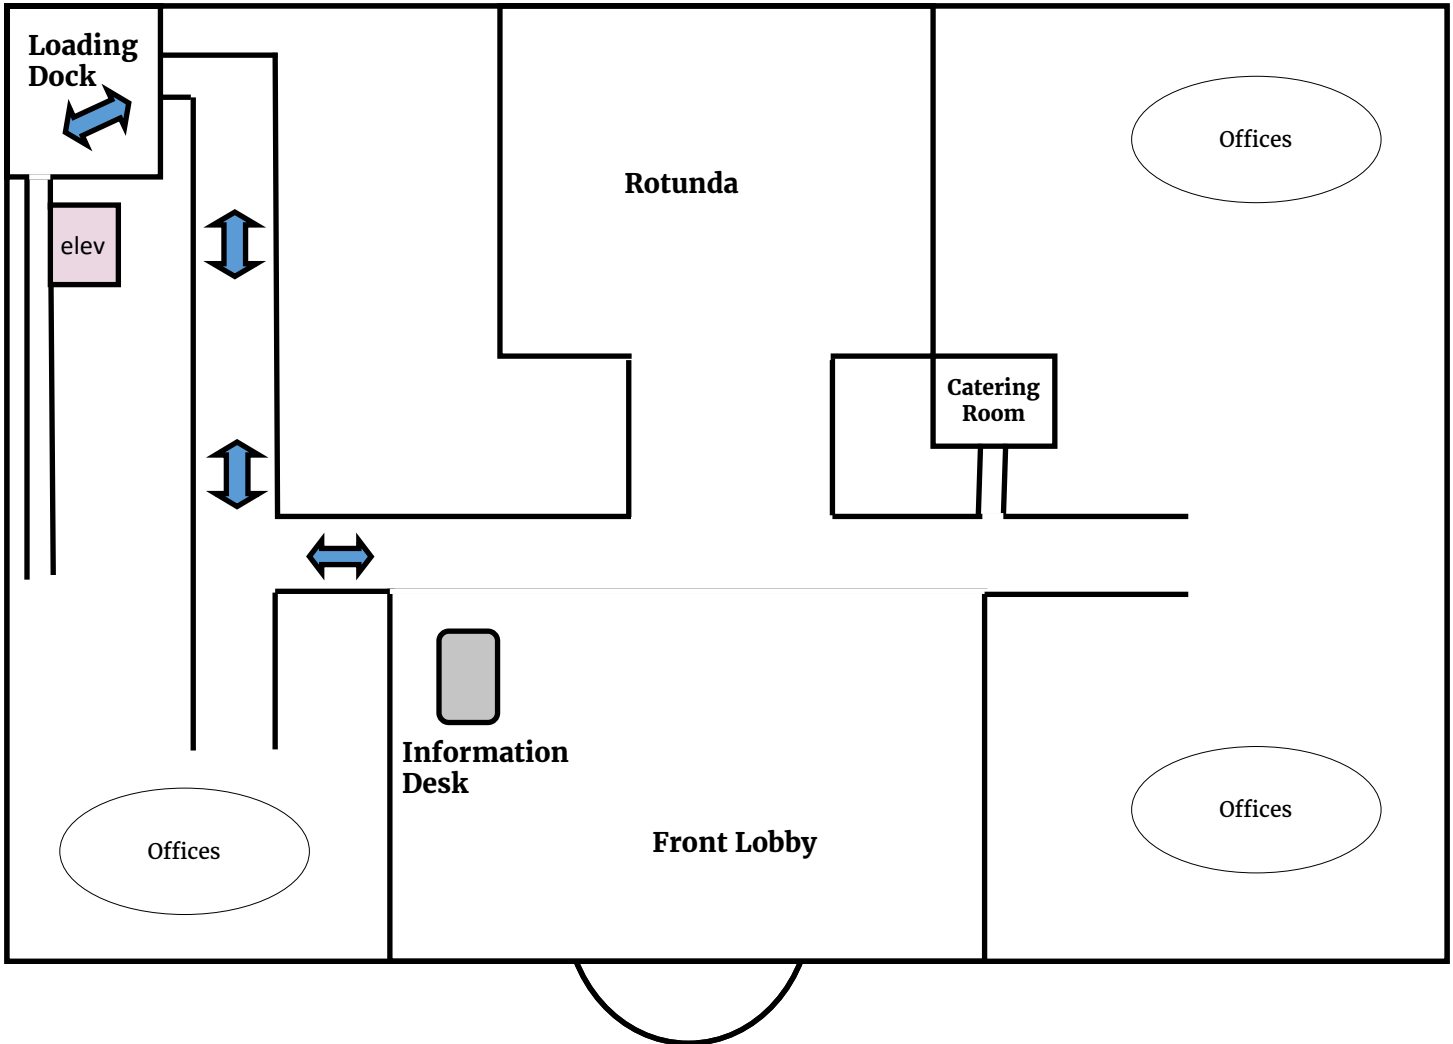 Loading
Dock
Offices
Rotunda
elev
Catering
Room
Information
Desk
Offices
Front Lobby
Offices